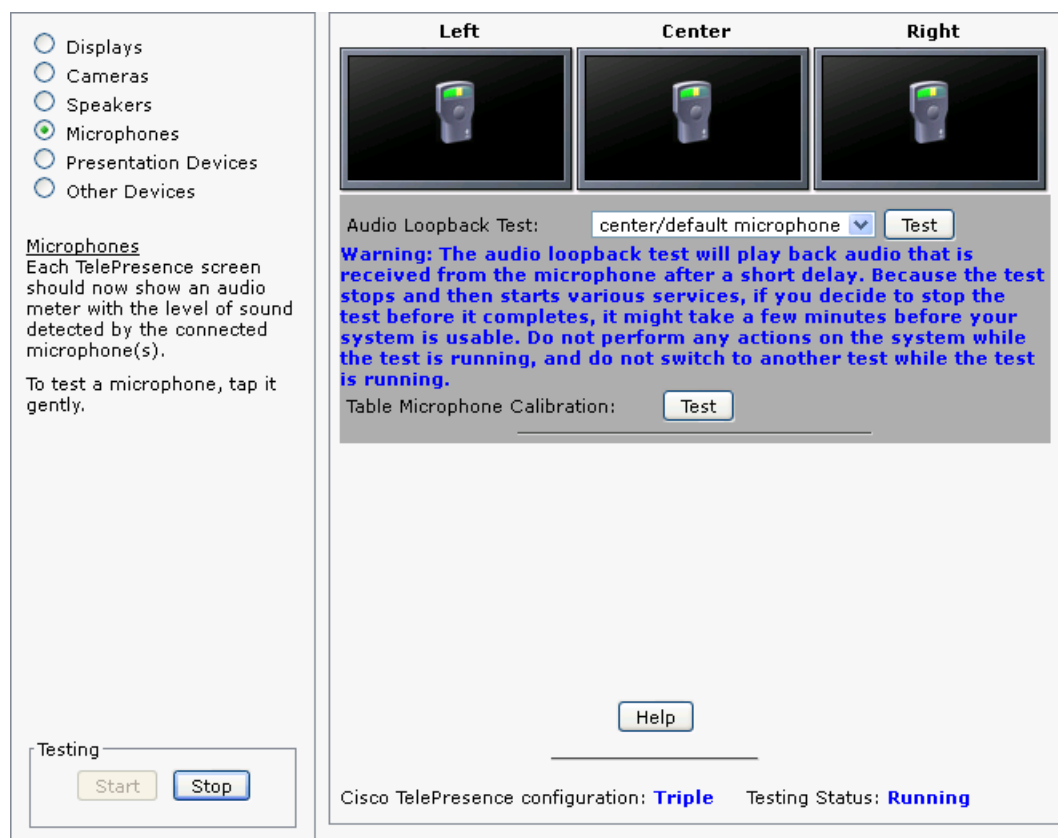 Displays
Cameras
Speakers
Microphones
Presentation Devices
Other Devices
Microphones
Each TelePresence screen
should now show an audio
meter with the level of sound
detected by the connected
microphone(s).
To test a microphone, tap it
gently.
Testing
Start Stop
Left Center Right
Audio Loopback Test: center/default microphone Test
Warning: The audio loopback test will play back audio that is
received from the microphone after a short delay. Because the test
stops and then starts various services, if you decide to stop the
test before it completes, it might take a few minutes before your
system is usable. Do not perform any actions on the system while
the test is running, and do not switch to another test while the test
is running.
Table Microphone Calibration: Test
Help
Cisco TelePresence configuration: Triple Testing Status: Running